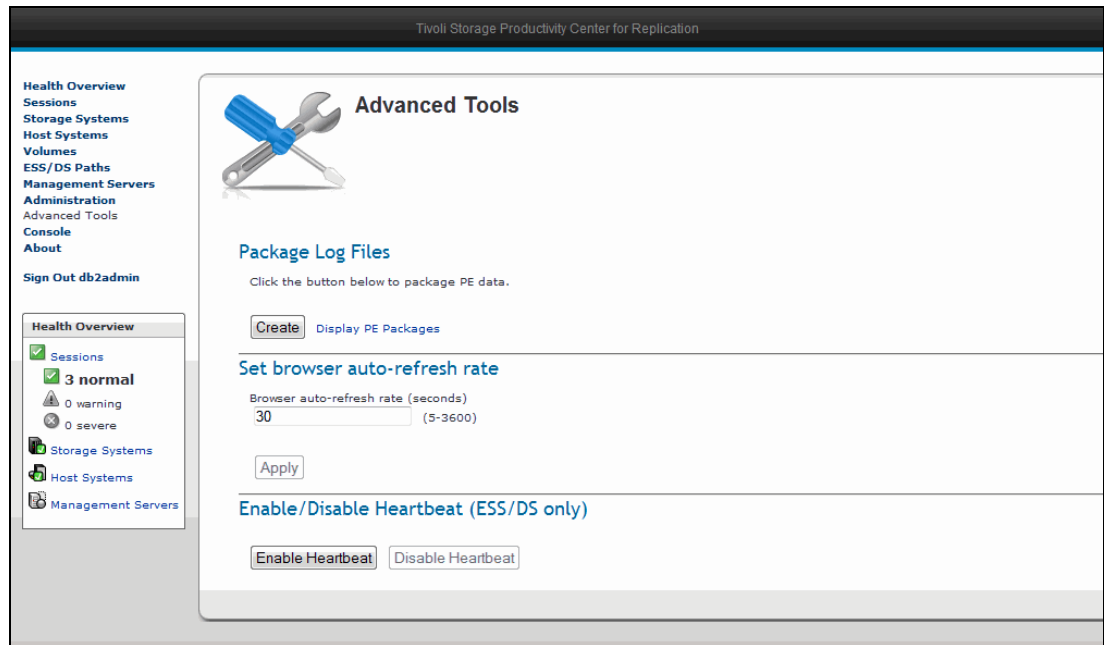 Tivoli Storage Productivity Center for Replication
Health Overview
Sessions
Storage Systems
Host Systems
Volumes
ESS/DS Paths
Management Servers
Administration
Advanced Tools
Console
About
Sign Out db2admin
Health Overview
Sessions
3 normal
0 warning
0 severe
Storage Systems
Host Systems
Management Servers
Advanced Tools
Package Log Files
Click the button below to package PE data.
Create Display PE Packages
Set browser auto-refresh rate
Browser auto-refresh rate (seconds)
30 (5-3600)
Apply
Enable/Disable Heartbeat (ESS/DS only)
Enable Heartbeat Disable Heartbeat